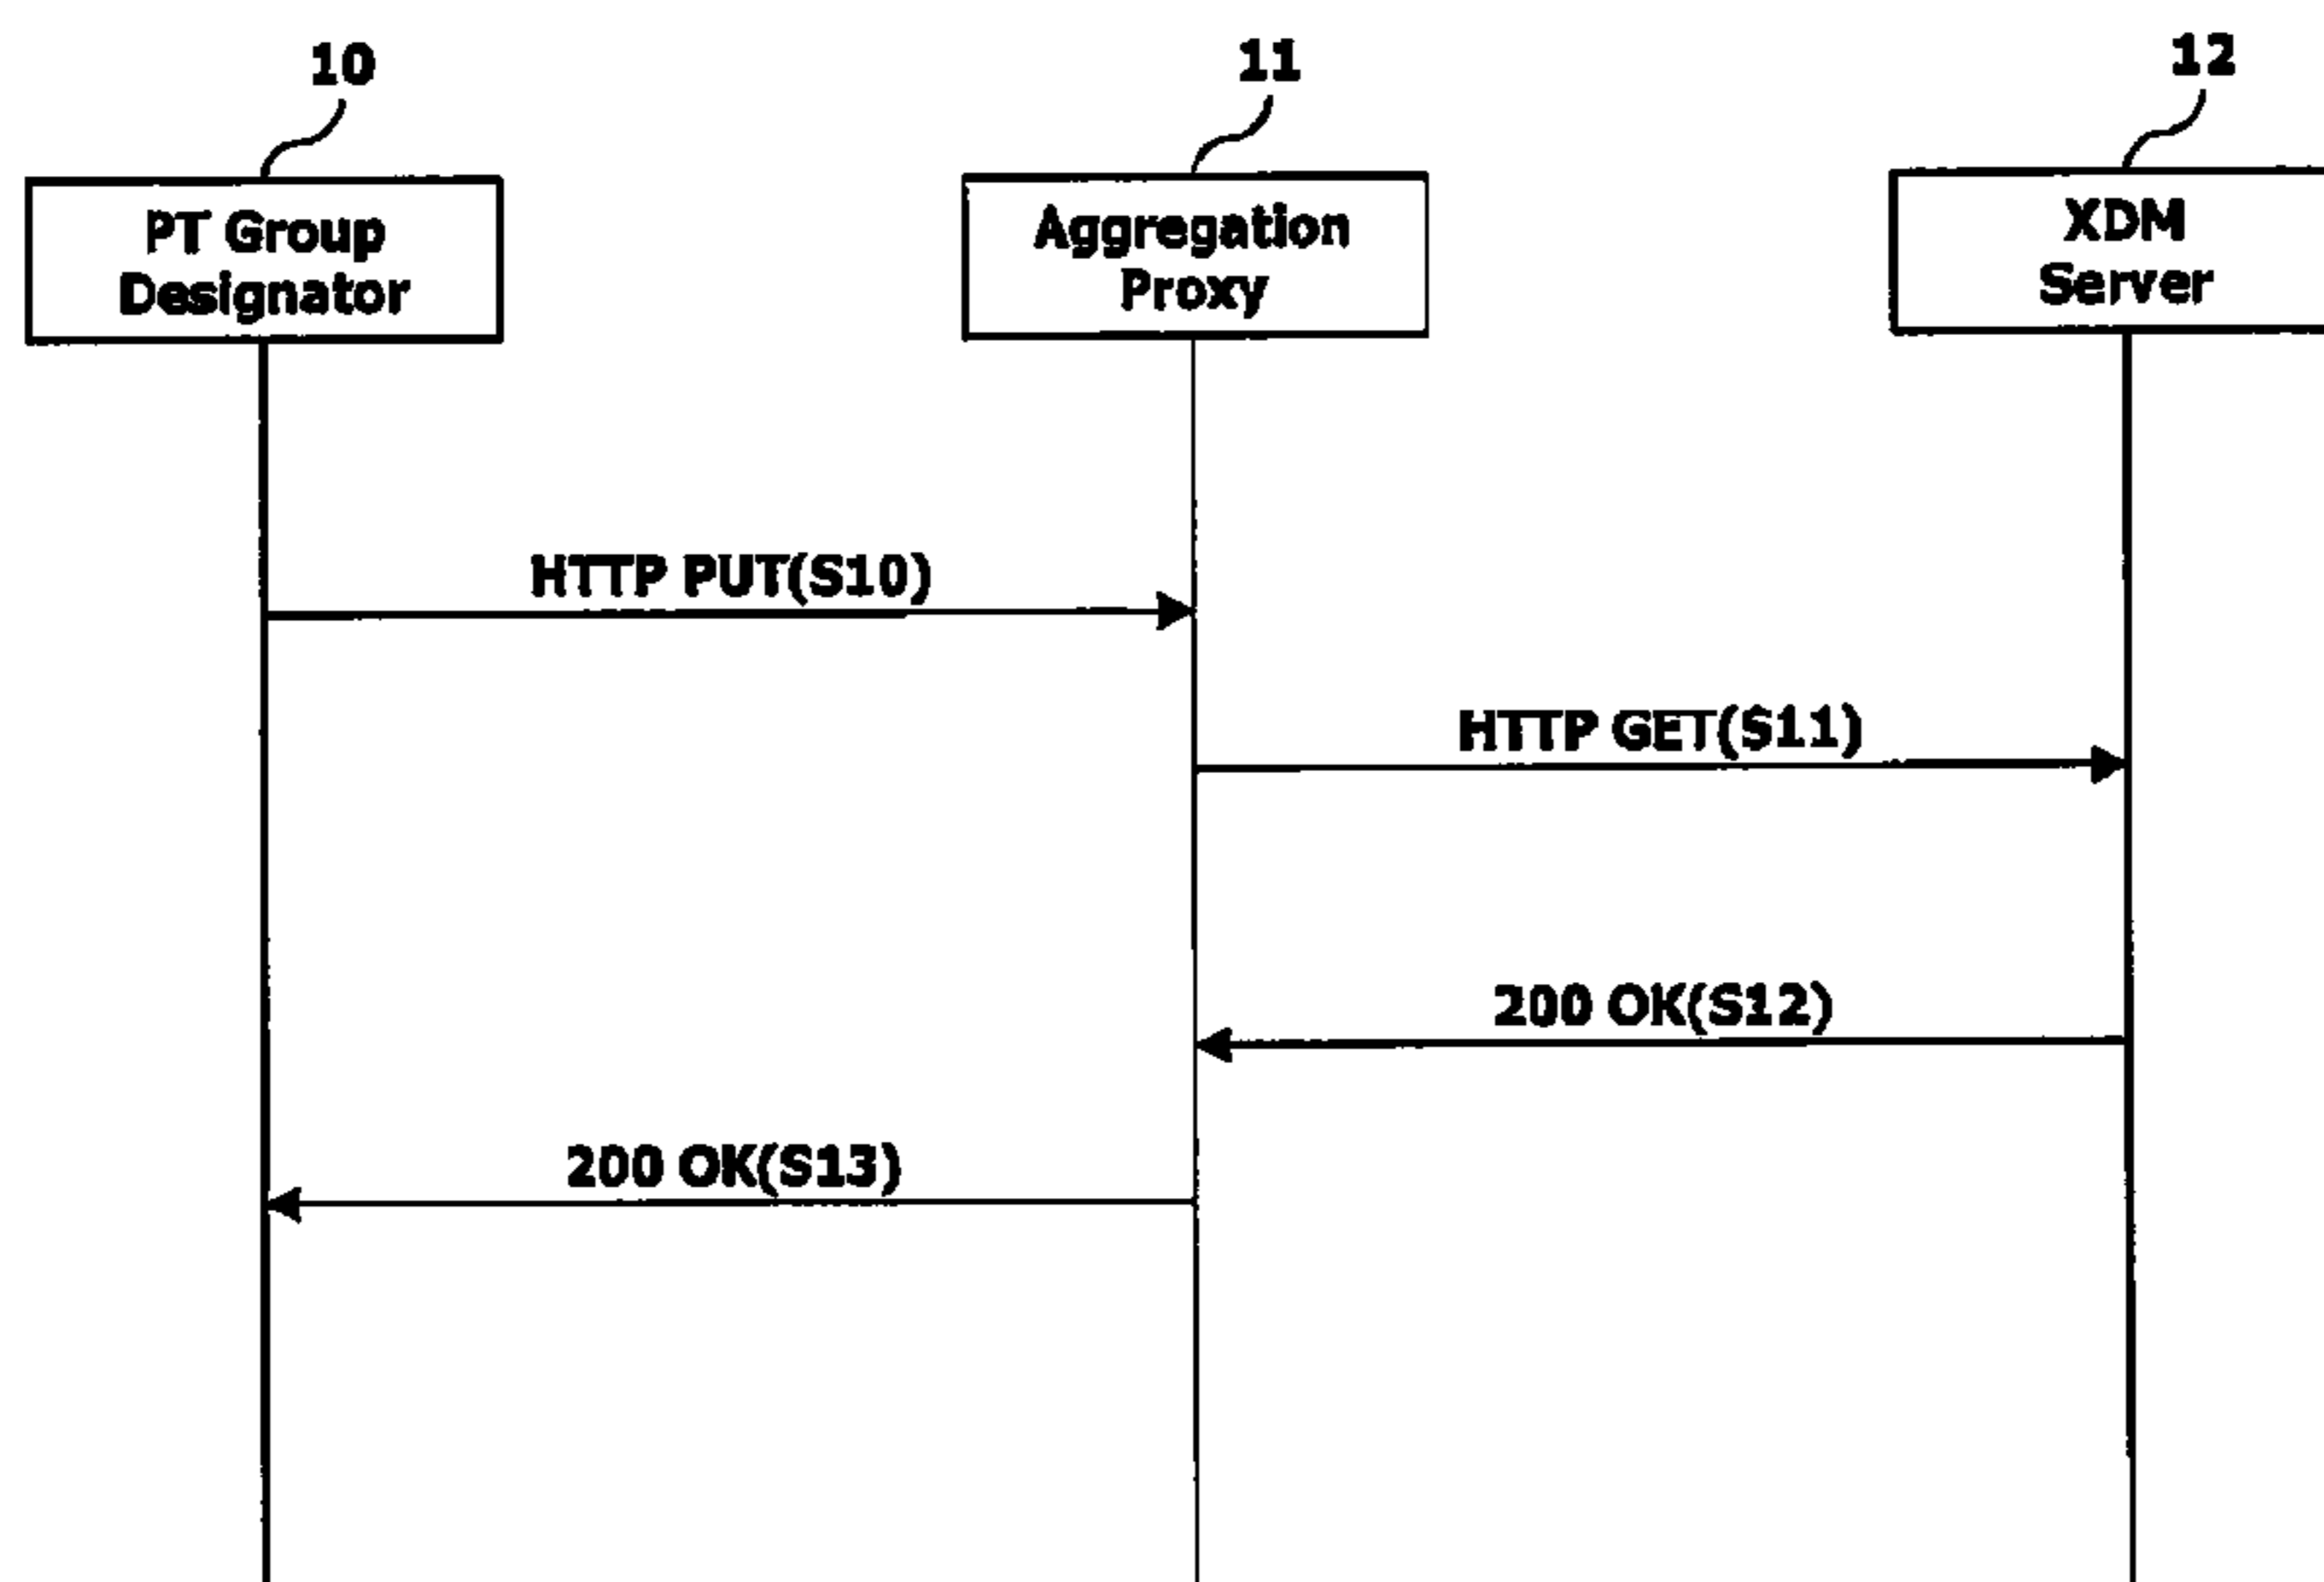 10
11
12
PT Group
Designator
Aggregation
Proxy
XDM
Server
HTTP PUT(S10)
HTTP GET(S11)
200 OK(S12)
200 OK(S13)